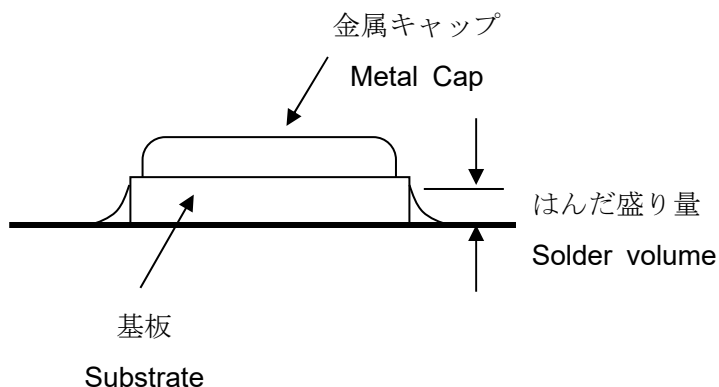 金属キャップ
Metal Cap
はんだ盛り量
Solder volume
基板
Substrate